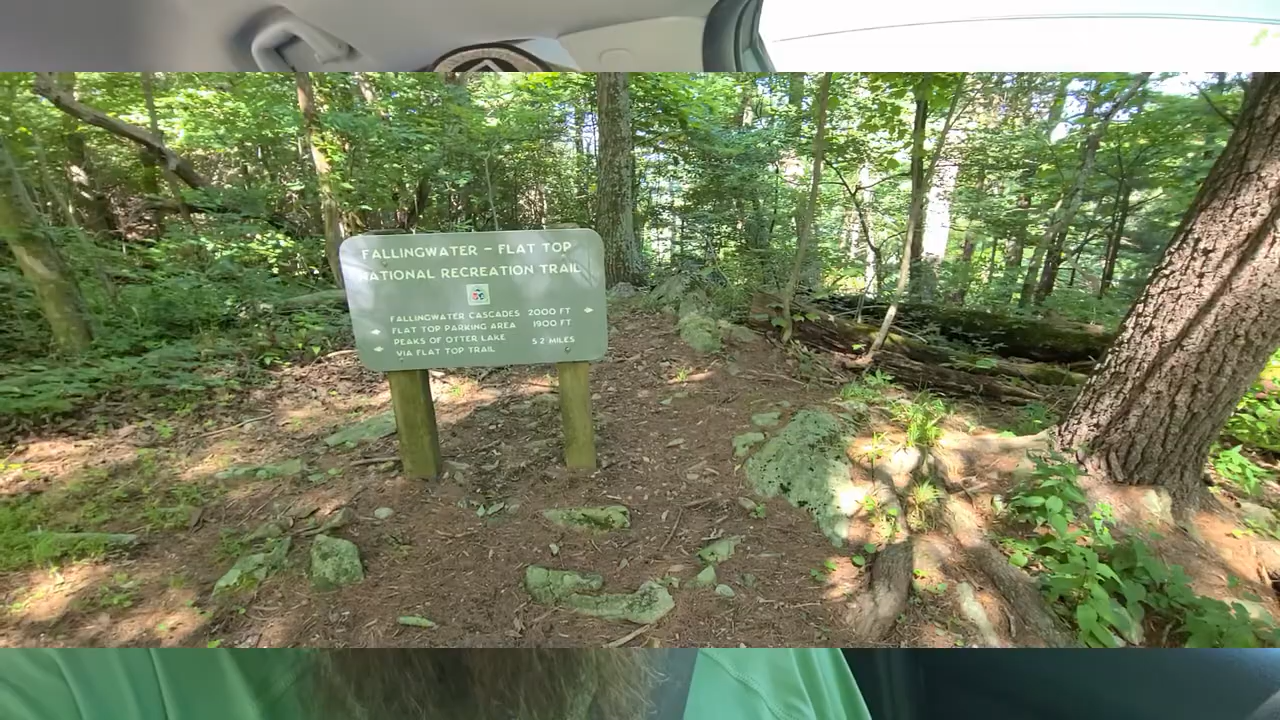 FALLINGWATER - FLAT TOP
NATIONAL RECREATION TRAIL
FALLINGWATER CASCADES 2000 FT
FLAT TOP PARKING AREA 1900 FT
PEAKS OF OTTER LAKE 5.2 MILES
VIA FLAT TOP TRAIL